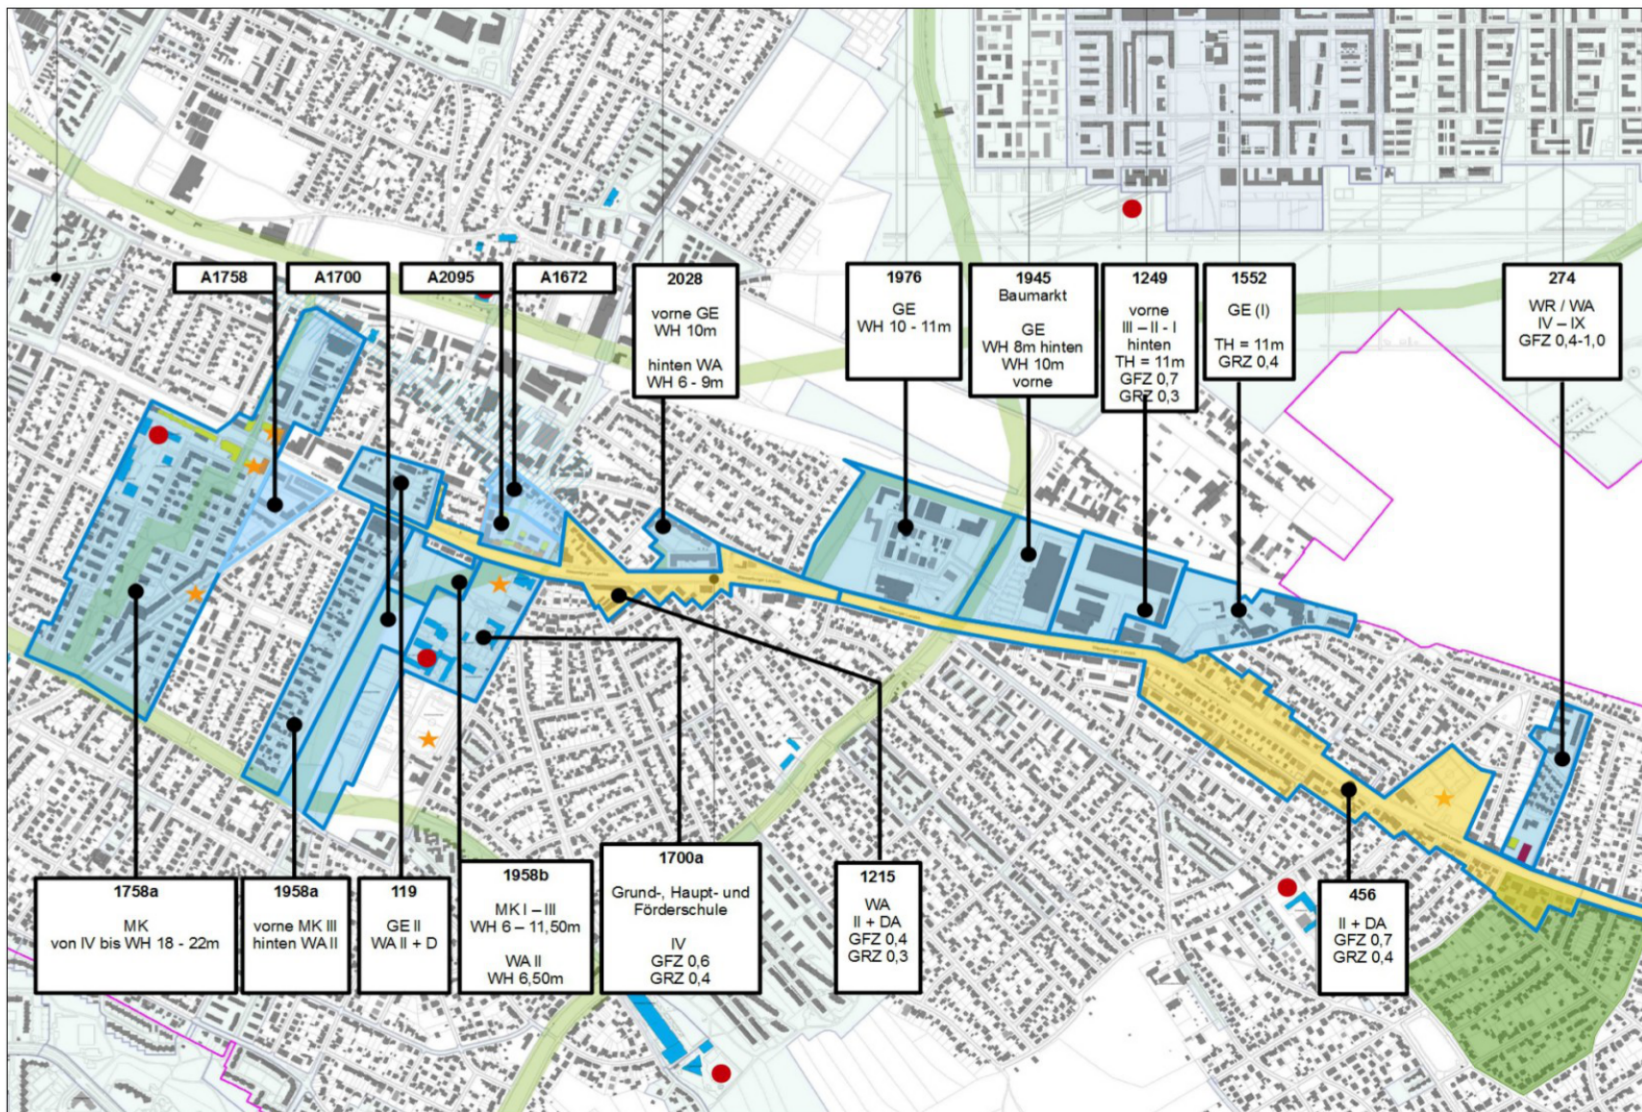 A1758
A1700
A2095
A1672
2028
vorne GE
WH 10m
hinten WA
WH 6 - 9m
1976
GE
WH 10 - 11m
1945
Baumarkt
GE
WH 8m hinten
WH 10m
vorne
1249
vorne
III – II - I
hinten
TH = 11m
GFZ 0,7
GRZ 0,3
1552
GE (I)
TH = 11m
GRZ 0,4
274
WR / WA
IV – IX
GFZ 0,4-1,0
1758a
MK
von IV bis WH 18 - 22m
1958a
vorne MK III
hinten WA II
119
GE II
WA II + D
1958b
MK I – III
WH 6 – 11,50m
WA II
WH 6,50m
1700a
Grund-, Haupt- und
Förderschule
IV
GFZ 0,6
GRZ 0,4
1215
WA
II + DA
GFZ 0,4
GRZ 0,3
456
II + DA
GFZ 0,7
GRZ 0,4